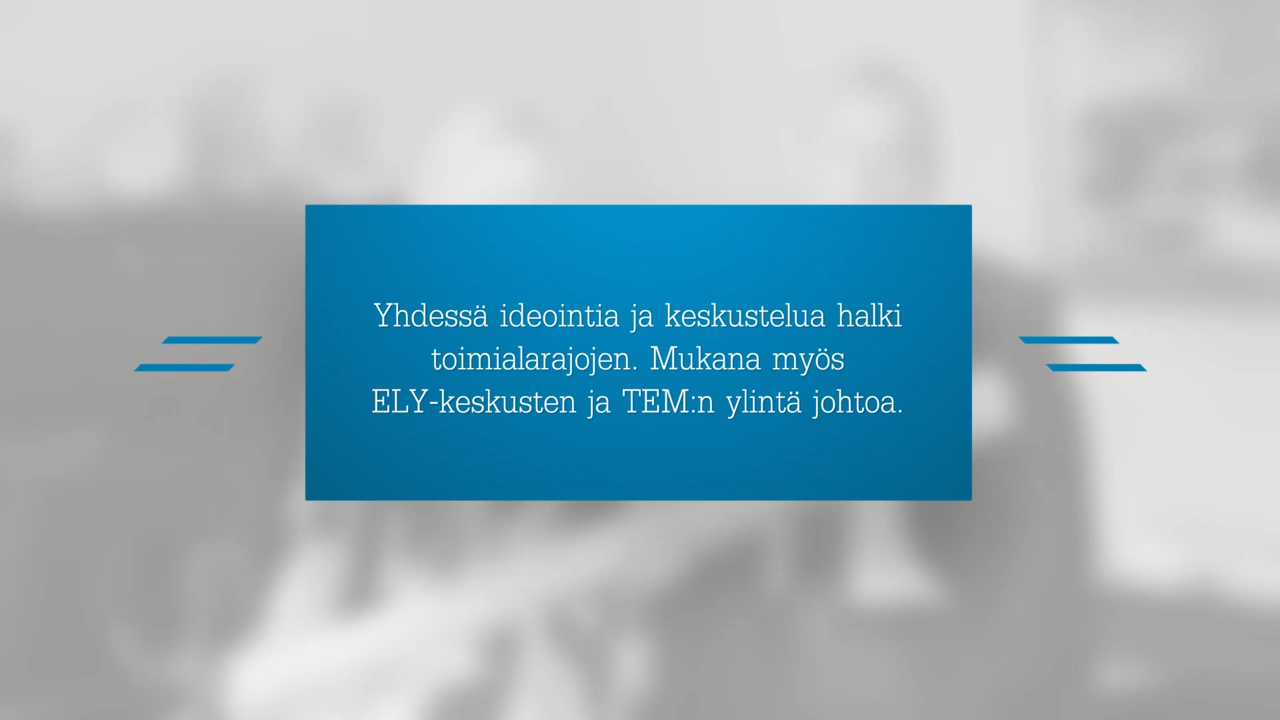 Yhdessä ideointia ja keskustelua halki
toimialarajojen. Mukana myös
ELY-keskusten ja TEM:n ylintä johtoa.